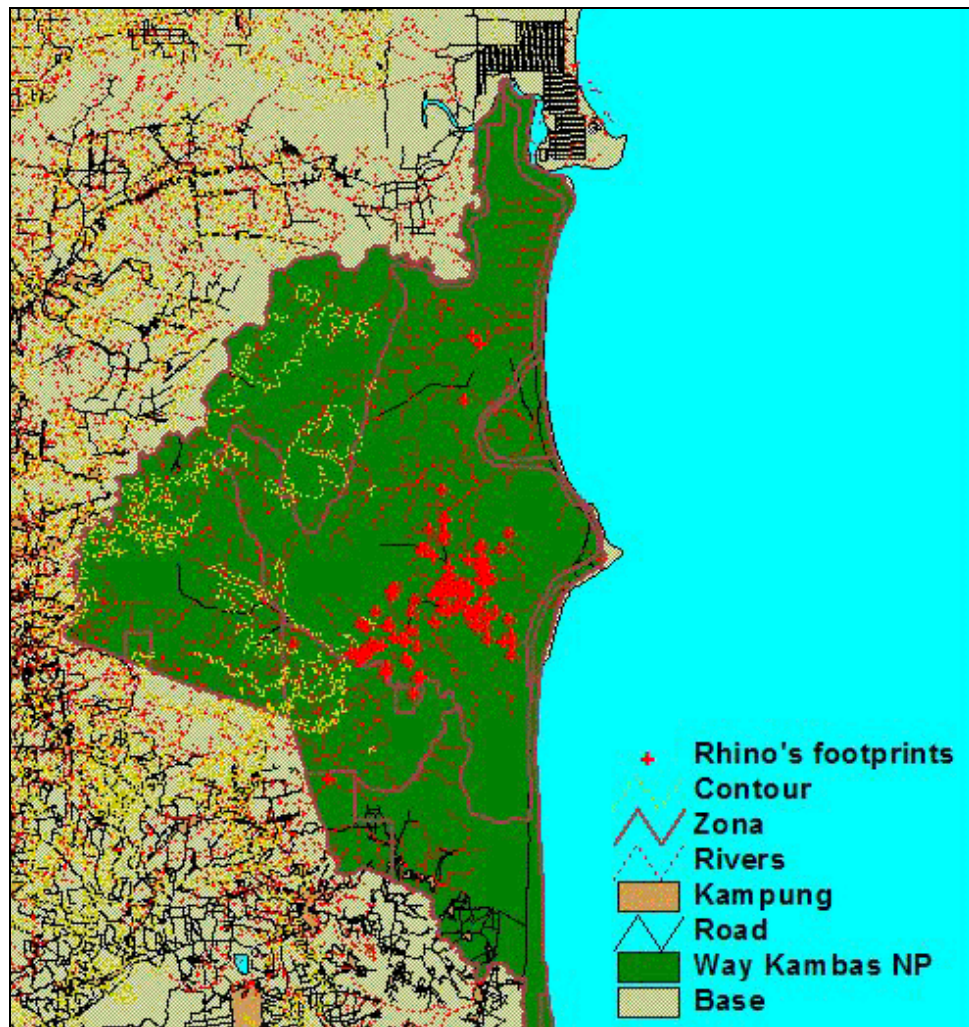 Rhino's footprints
Contour
Zona
Rivers
Kampung
Road
Way Kambas NP
Base